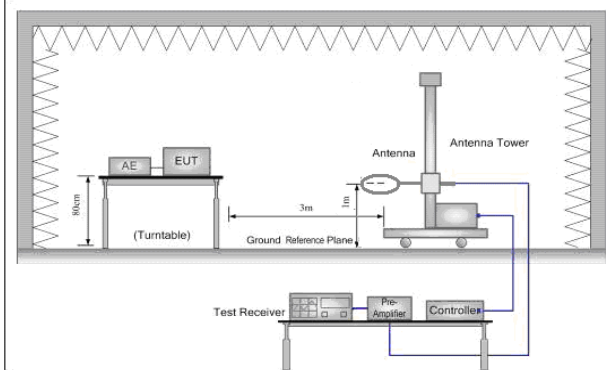 Antenna Tower
Antenna
AE
EUT
80cm
(Turntable)
3m
1m
Ground Reference Plane
Test Receiver
Pre-
Amplifier
Controller